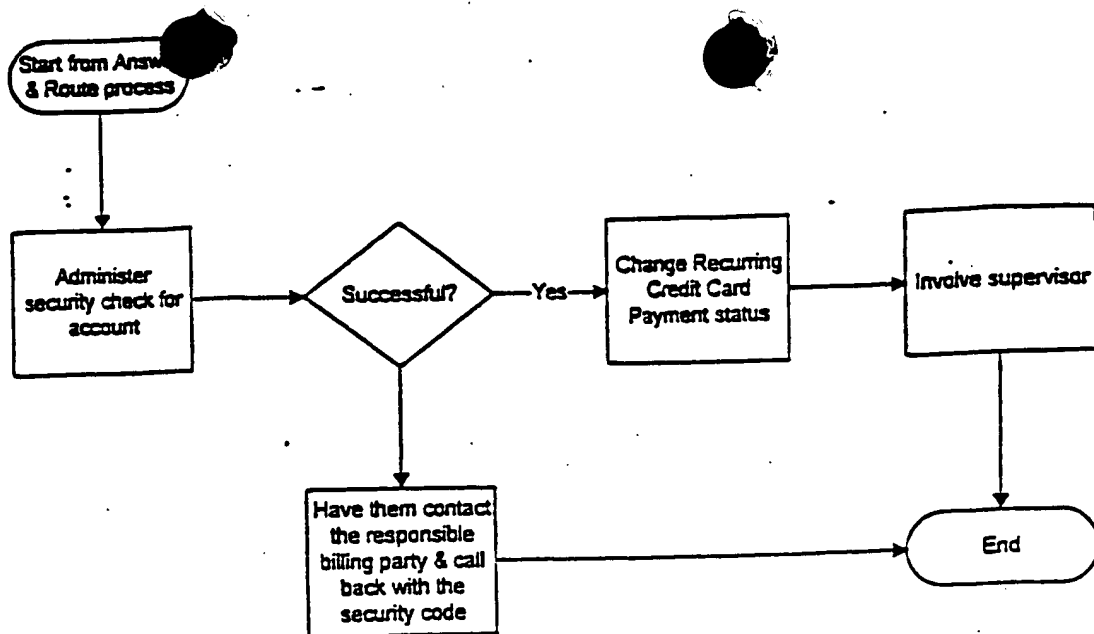 Start from Answ
& Route process
Administer
security check for
account
Successful?
Yes
Change Recurring
Credit Card
Payment status
Involve supervisor
Have them contact
the responsible
billing party & call
back with the
security code
End